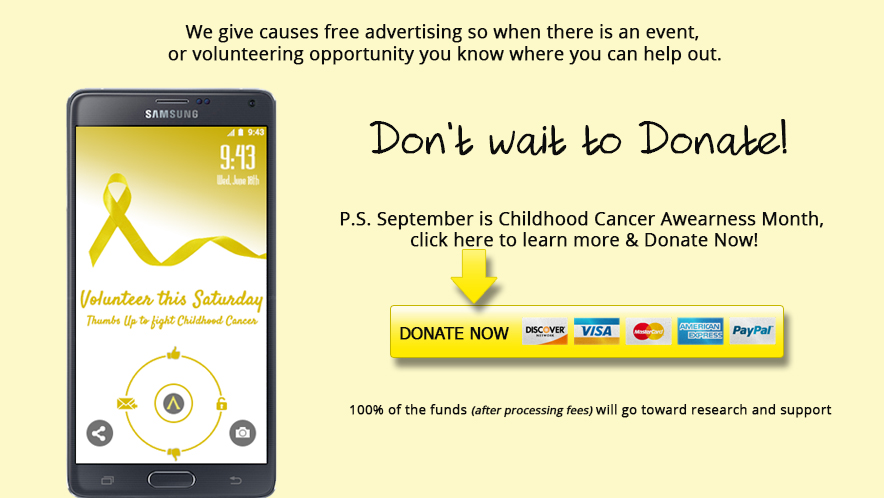 We give causes free advertising so when there is an event,
or volunteering opportunity you know where you can help out.
SAMSUNG
9:43
9:43
Wed, June 18th
Volunteer this Saturday
Thumbs Up to fight Childhood Cancer
Don't wait to Donate!
P.S. September is Childhood Cancer Awearness Month,
click here to learn more & Donate Now!
DONATE NOW
DISCOVER
NETWORK
VISA
MasterCard
AMERICAN
EXPRESS
PayPal
100% of the funds (after processing fees) will go toward research and support